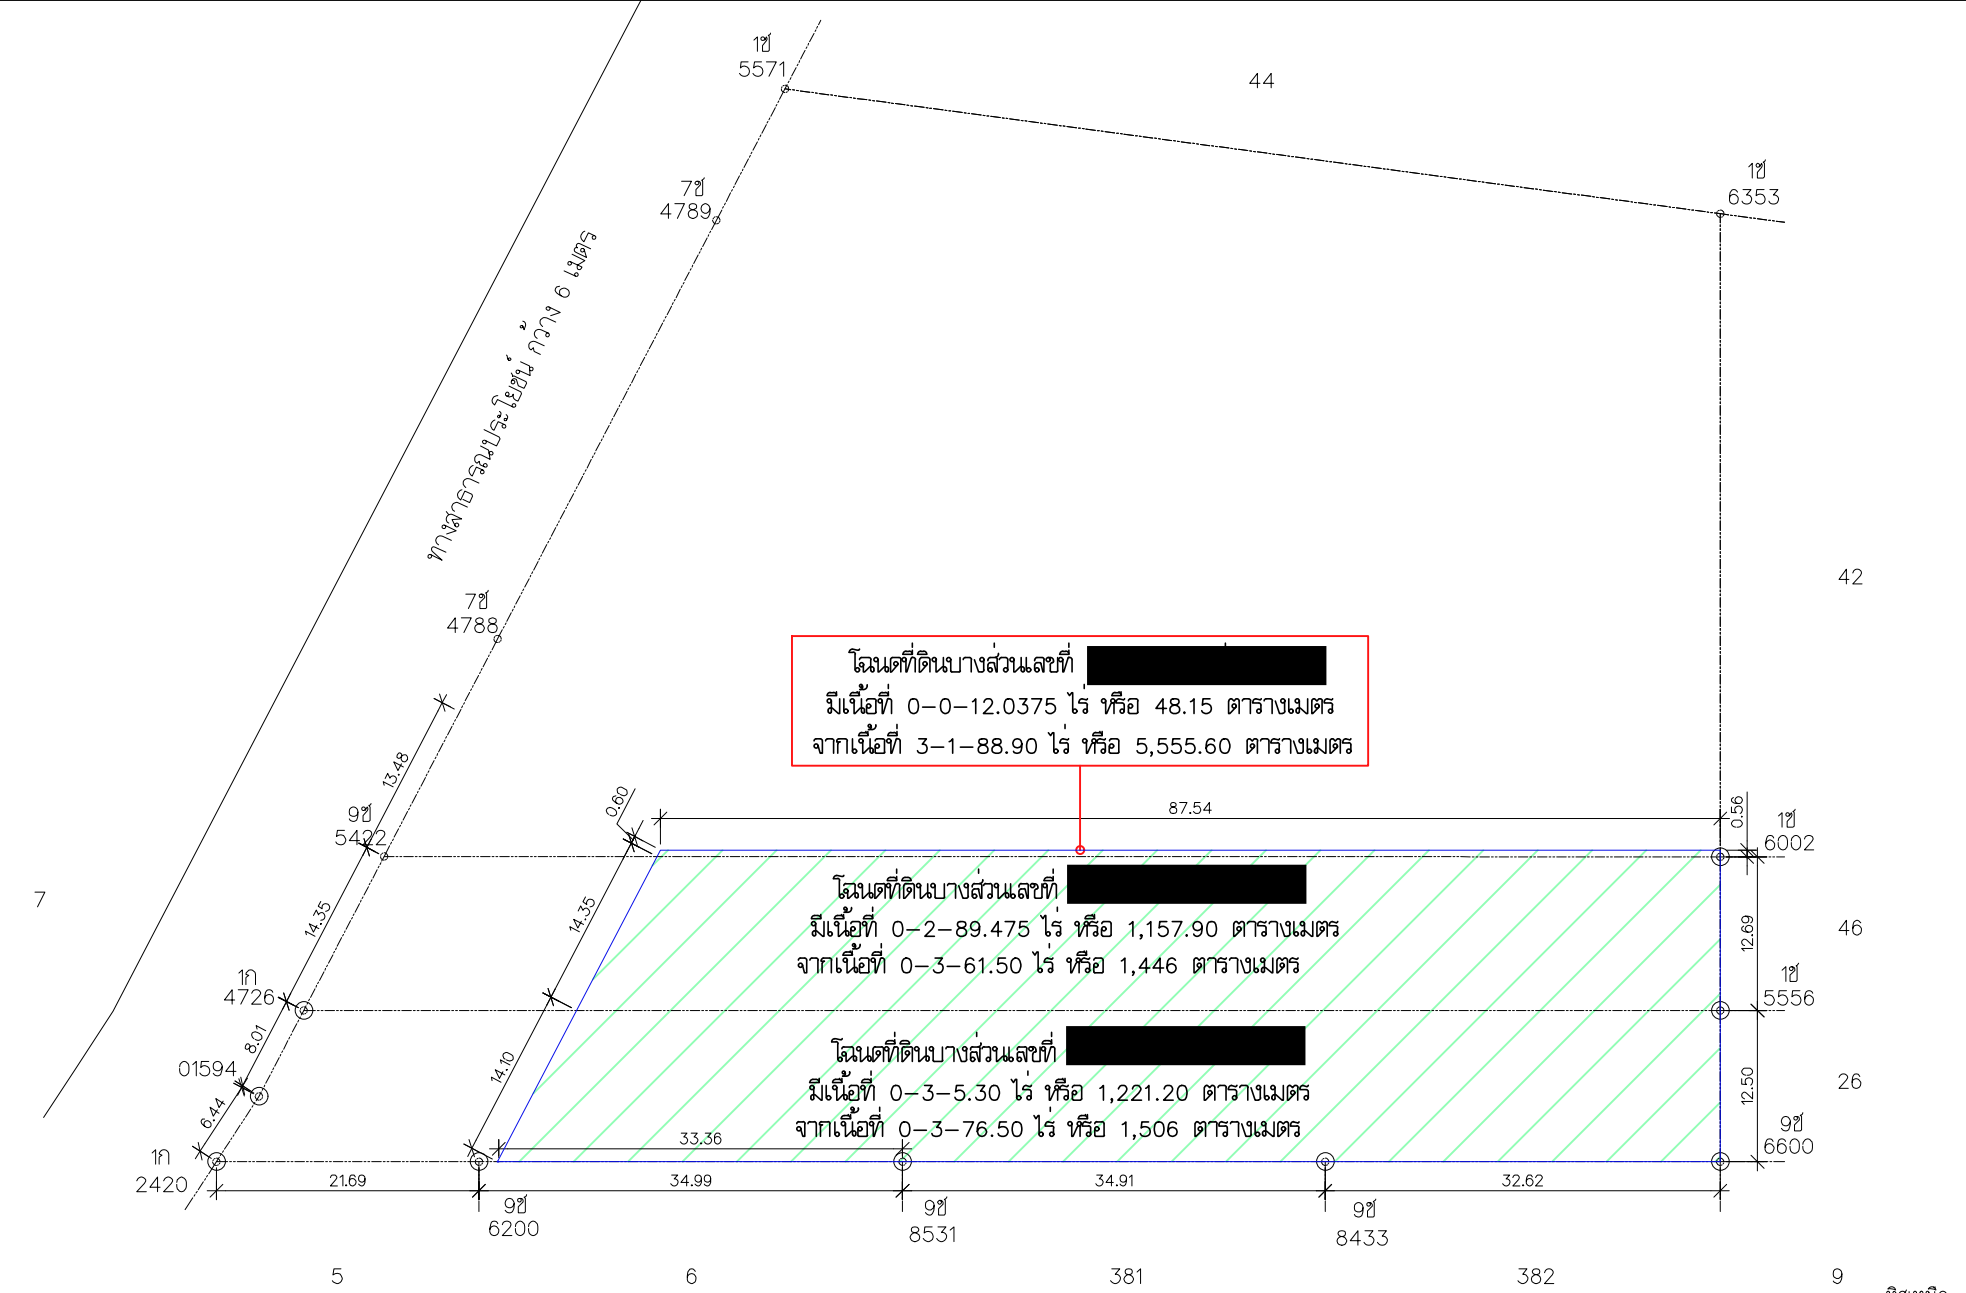 1ช
5571
44
1ช
6353
7ช
4789
ทางสาธารณประโยชน์ กว้าง 6 เมตร
42
7ช
4788
โฉนดที่ดินบางส่วนเลขที่
มีเนื้อที่ 0-0-12.0375 ไร่ หรือ 48.15 ตารางเมตร
จากเนื้อที่ 3-1-88.90 ไร่ หรือ 5,555.60 ตารางเมตร
13.48
0.60
87.54
0.56
9ช
5422
1ช
6002
7
14.35
14.35
โฉนดที่ดินบางส่วนเลขที่
มีเนื้อที่ 0-2-89.475 ไร่ หรือ 1,157.90 ตารางเมตร
จากเนื้อที่ 0-3-61.50 ไร่ หรือ 1,446 ตารางเมตร
12.69
46
1ก
4726
1ช
5556
8.01
01594
14.10
โฉนดที่ดินบางส่วนเลขที่
มีเนื้อที่ 0-3-5.30 ไร่ หรือ 1,221.20 ตารางเมตร
จากเนื้อที่ 0-3-76.50 ไร่ หรือ 1,506 ตารางเมตร
12.50
26
6.44
33.36
9ช
6600
1ก
2420
21.69
34.99
34.91
32.62
9ช
6200
9ช
8531
9ช
8433
5
6
381
382
9